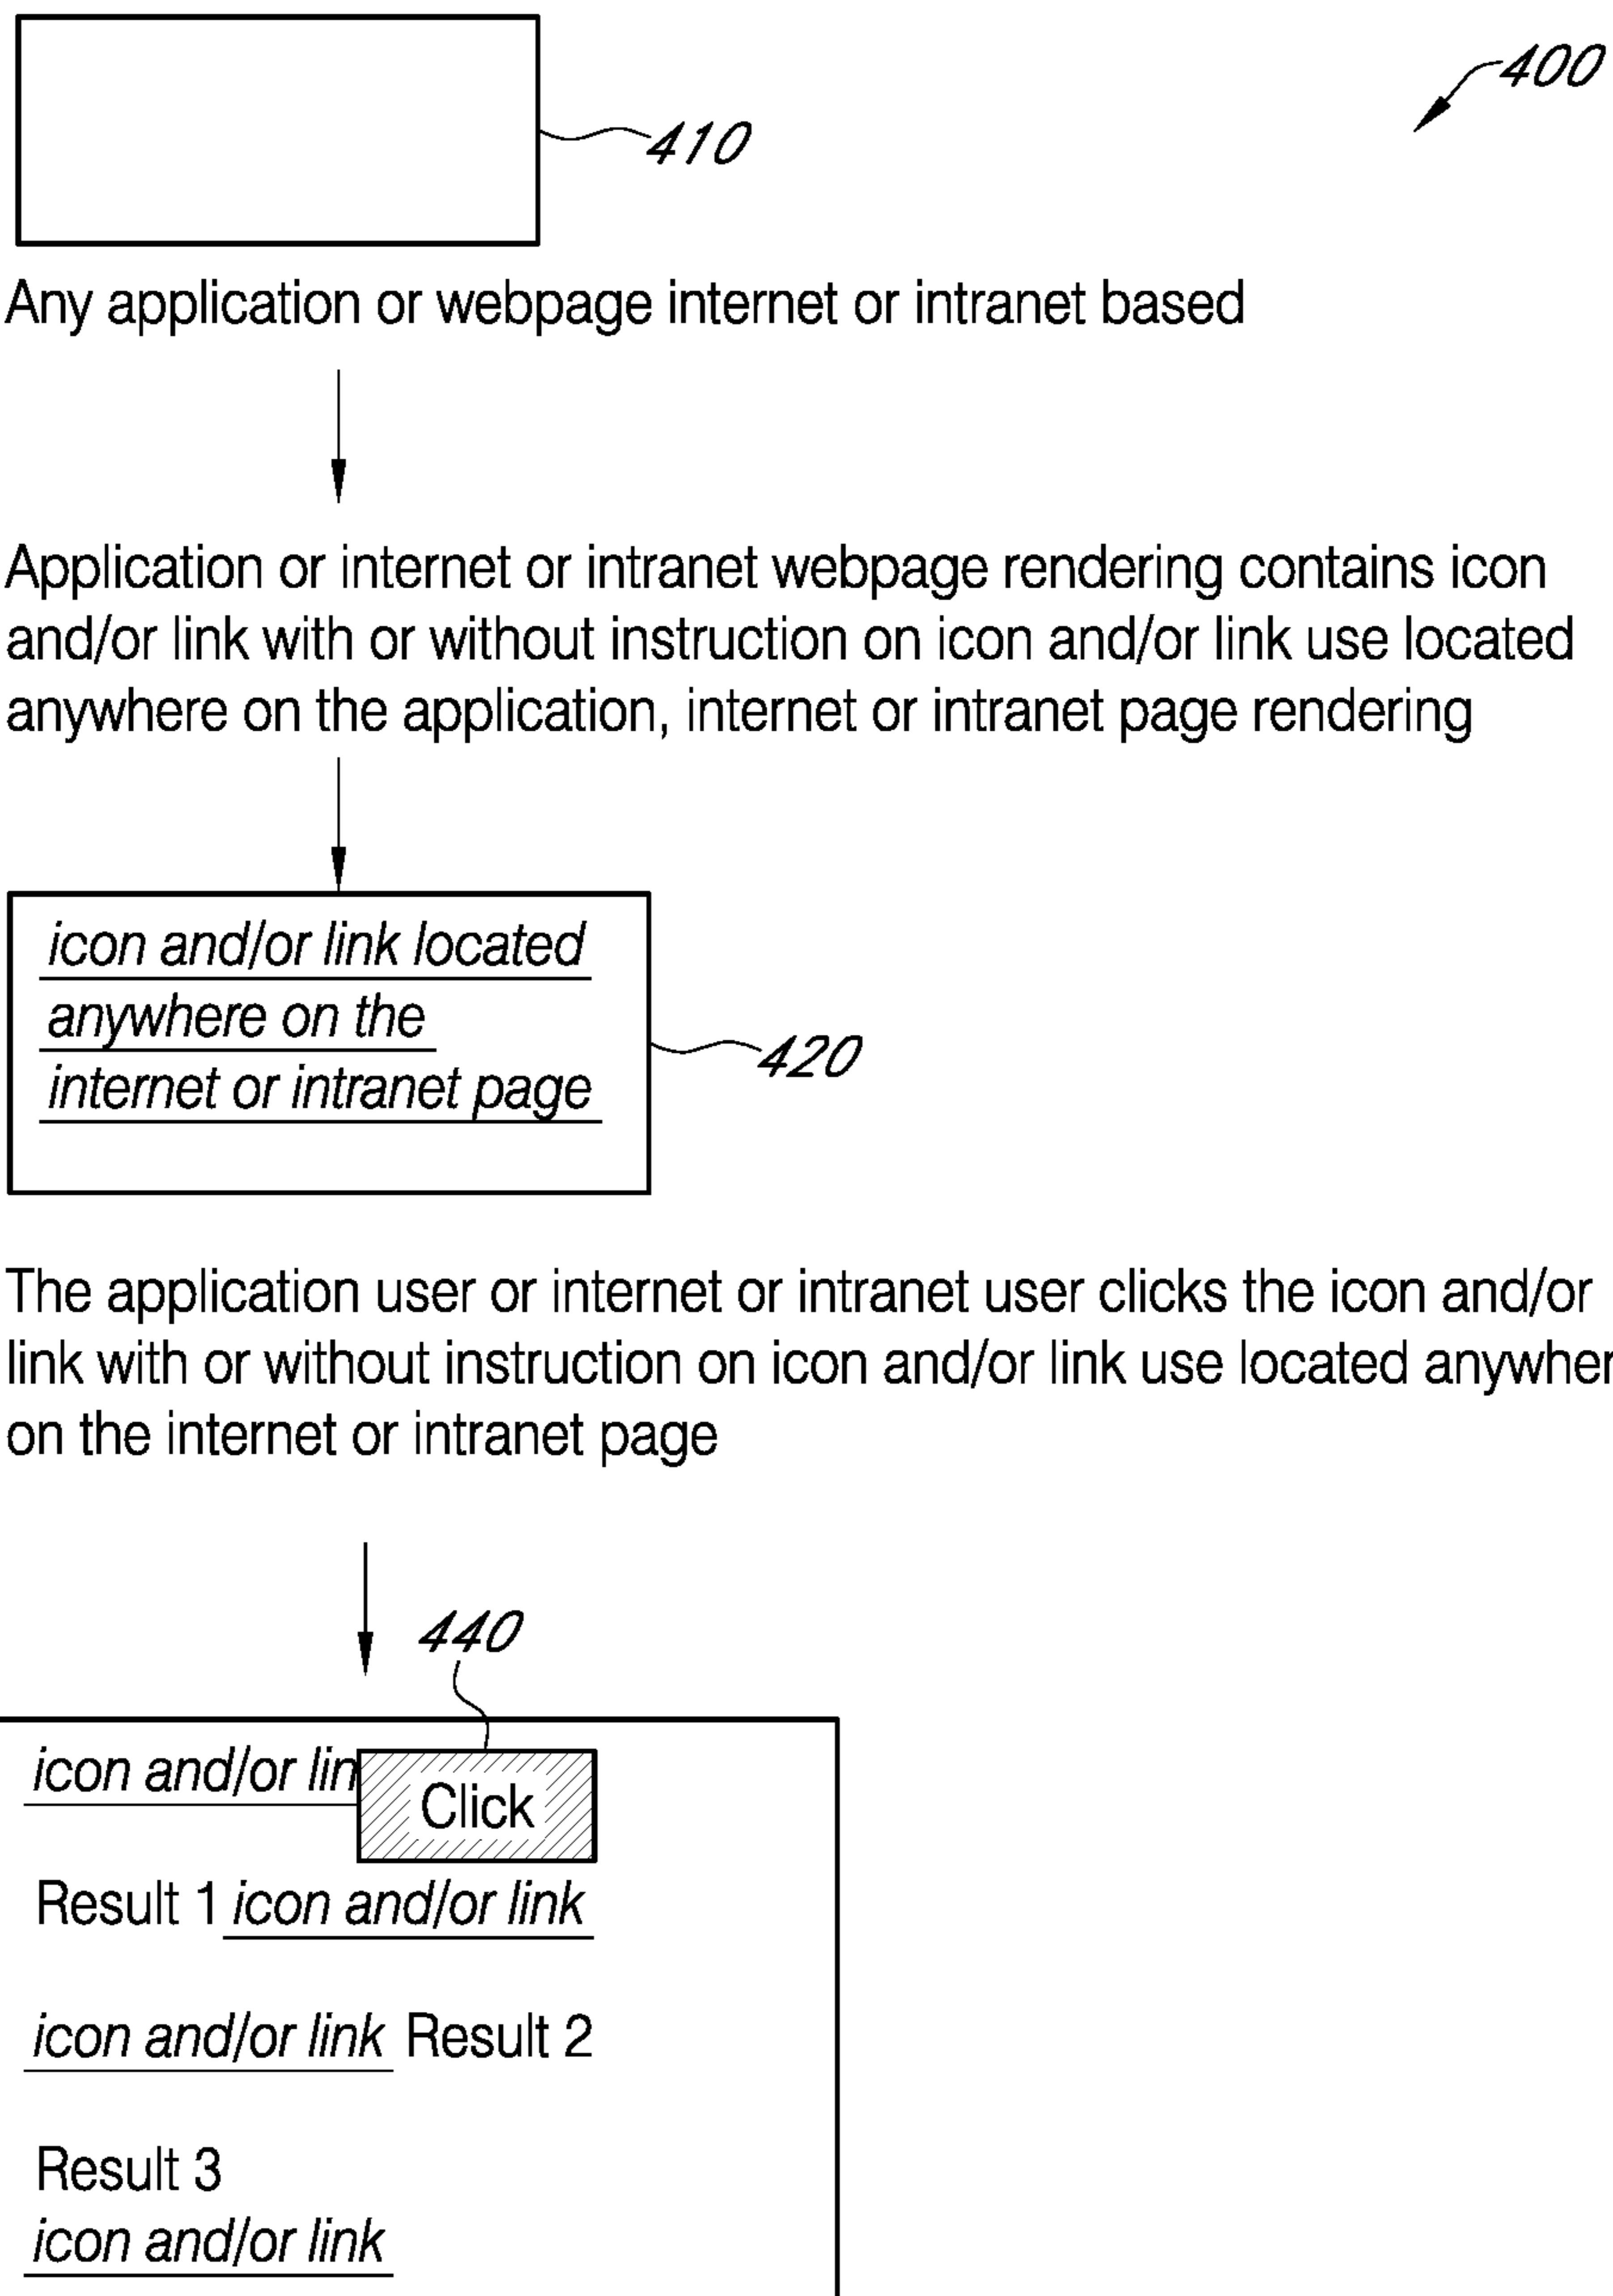 400
410
Any application or webpage internet or intranet based
Application or internet or intranet webpage rendering contains icon
and/or link with or without instruction on icon and/or link use located
anywhere on the application, internet or intranet page rendering
icon and/or link located
anywhere on the
internet or intranet page
420
The application user or internet or intranet user clicks the icon and/or
link with or without instruction on icon and/or link use located anywher
on the internet or intranet page
440
icon and/or lin
Click
Result 1 icon and/or link
icon and/or link Result 2
Result 3
icon and/or link